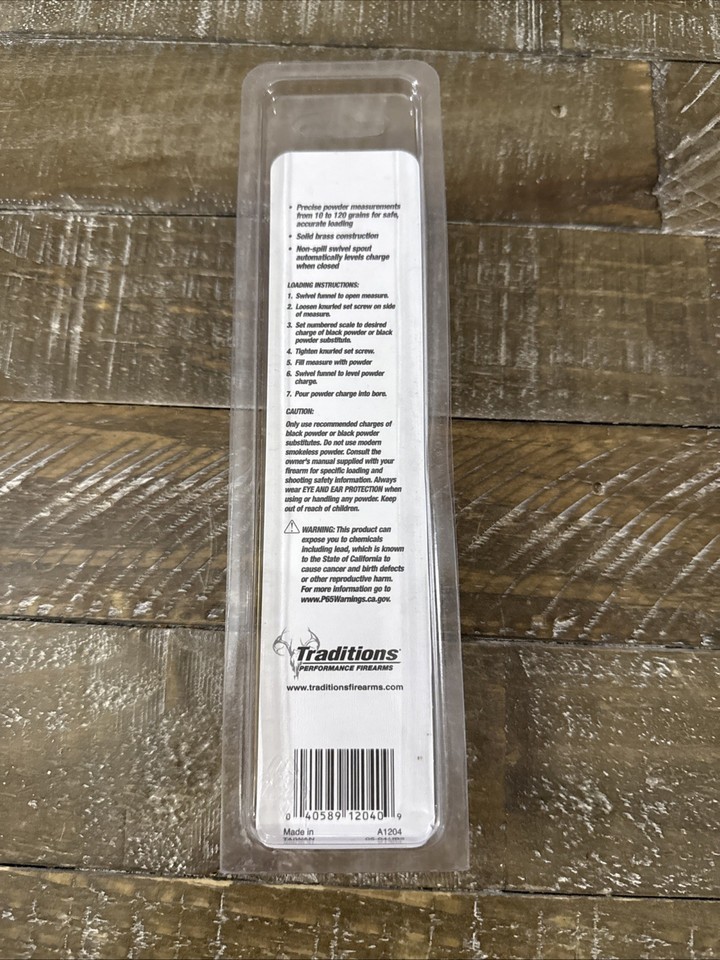 • Precise powder measurements
from 10 to 120 grains for safe,
accurate loading
• Solid brass construction
• Non-spill swivel spout
automatically levels charge
when closed
LOADING INSTRUCTIONS:
1. Swivel funnel to open measure.
2. Loosen knurled set screw on side
of measure.
3. Set numbered scale to desired
charge of black powder or black
powder substitute.
4. Tighten knurled set screw.
5. Fill measure with powder
6. Swivel funnel to level powder
charge.
7. Pour powder charge into bore.
CAUTION:
Only use recommended charges of
black powder or black powder
substitutes. Do not use modern
smokeless powder. Consult the
owner's manual supplied with your
firearm for specific loading and
shooting safety information. Always
wear EYE AND EAR PROTECTION when
using or handling any powder. Keep
out of reach of children.
WARNING: This product can
expose you to chemicals
including lead, which is known
to the State of California to
cause cancer and birth defects
or other reproductive harm.
For more information go to
www.P65Warnings.ca.gov.
Traditions®
PERFORMANCE FIREARMS
www.traditionsfirearms.com
0 40589 12040 9
Made in A1204